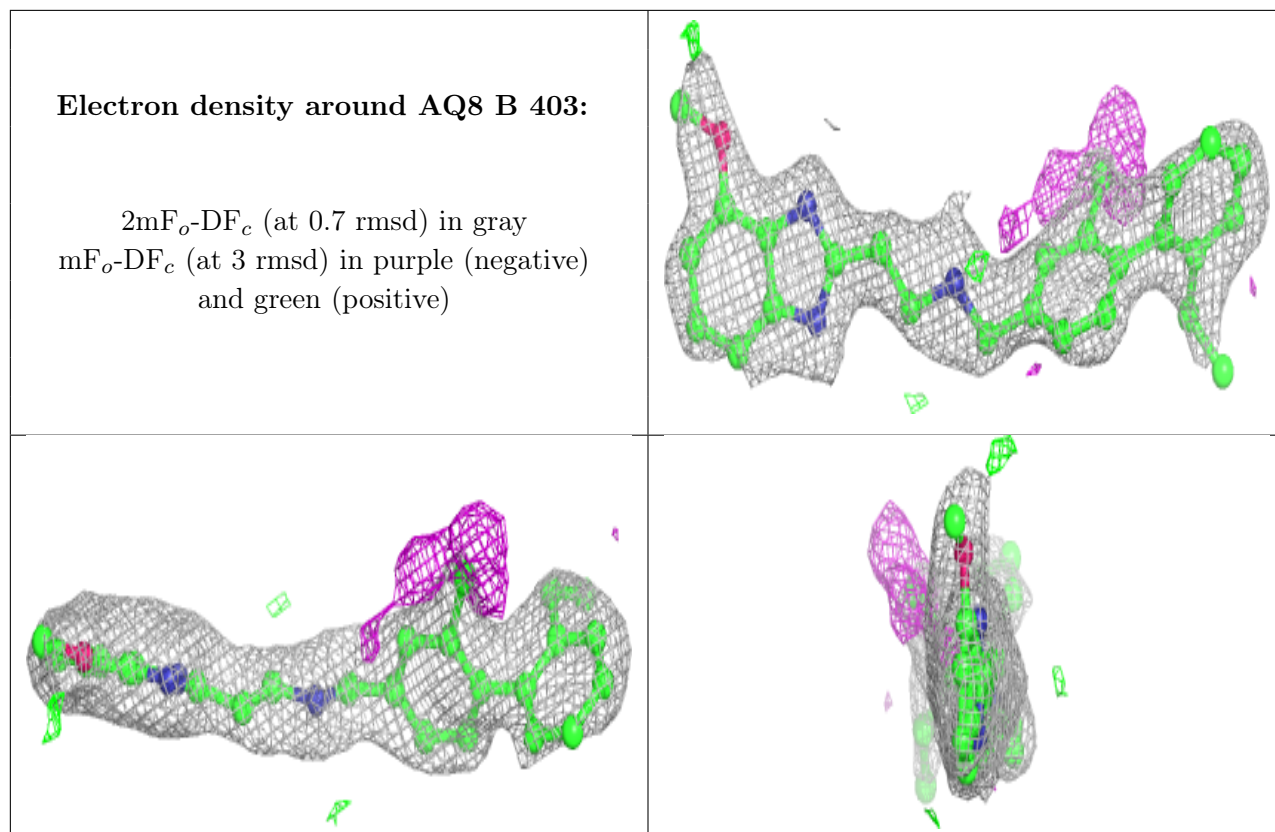 Electron density around AQ8 B 403:
2mFo-DFc (at 0.7 rmsd) in gray
mFo-DFc (at 3 rmsd) in purple (negative)
and green (positive)